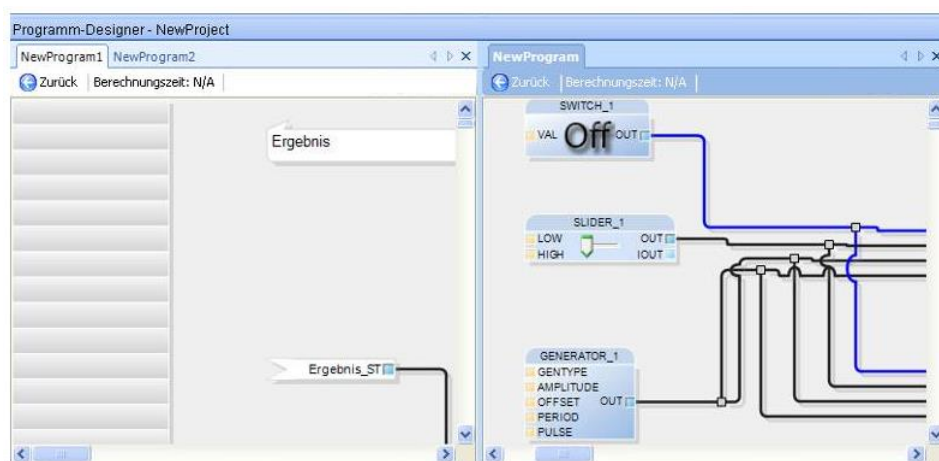 Programm-Designer - NewProject
NewProgram1 NewProgram2
Zurück Berechnungszeit: N/A
Ergebnis
Ergebnis_ST
NewProgram
Zurück Berechnungszeit: N/A
SWITCH_1
VAL Off OUT
SLIDER_1
LOW OUT
HIGH IOUT
GENERATOR_1
GENTYPE
AMPLITUDE
OFFSET OUT
PERIOD
PULSE